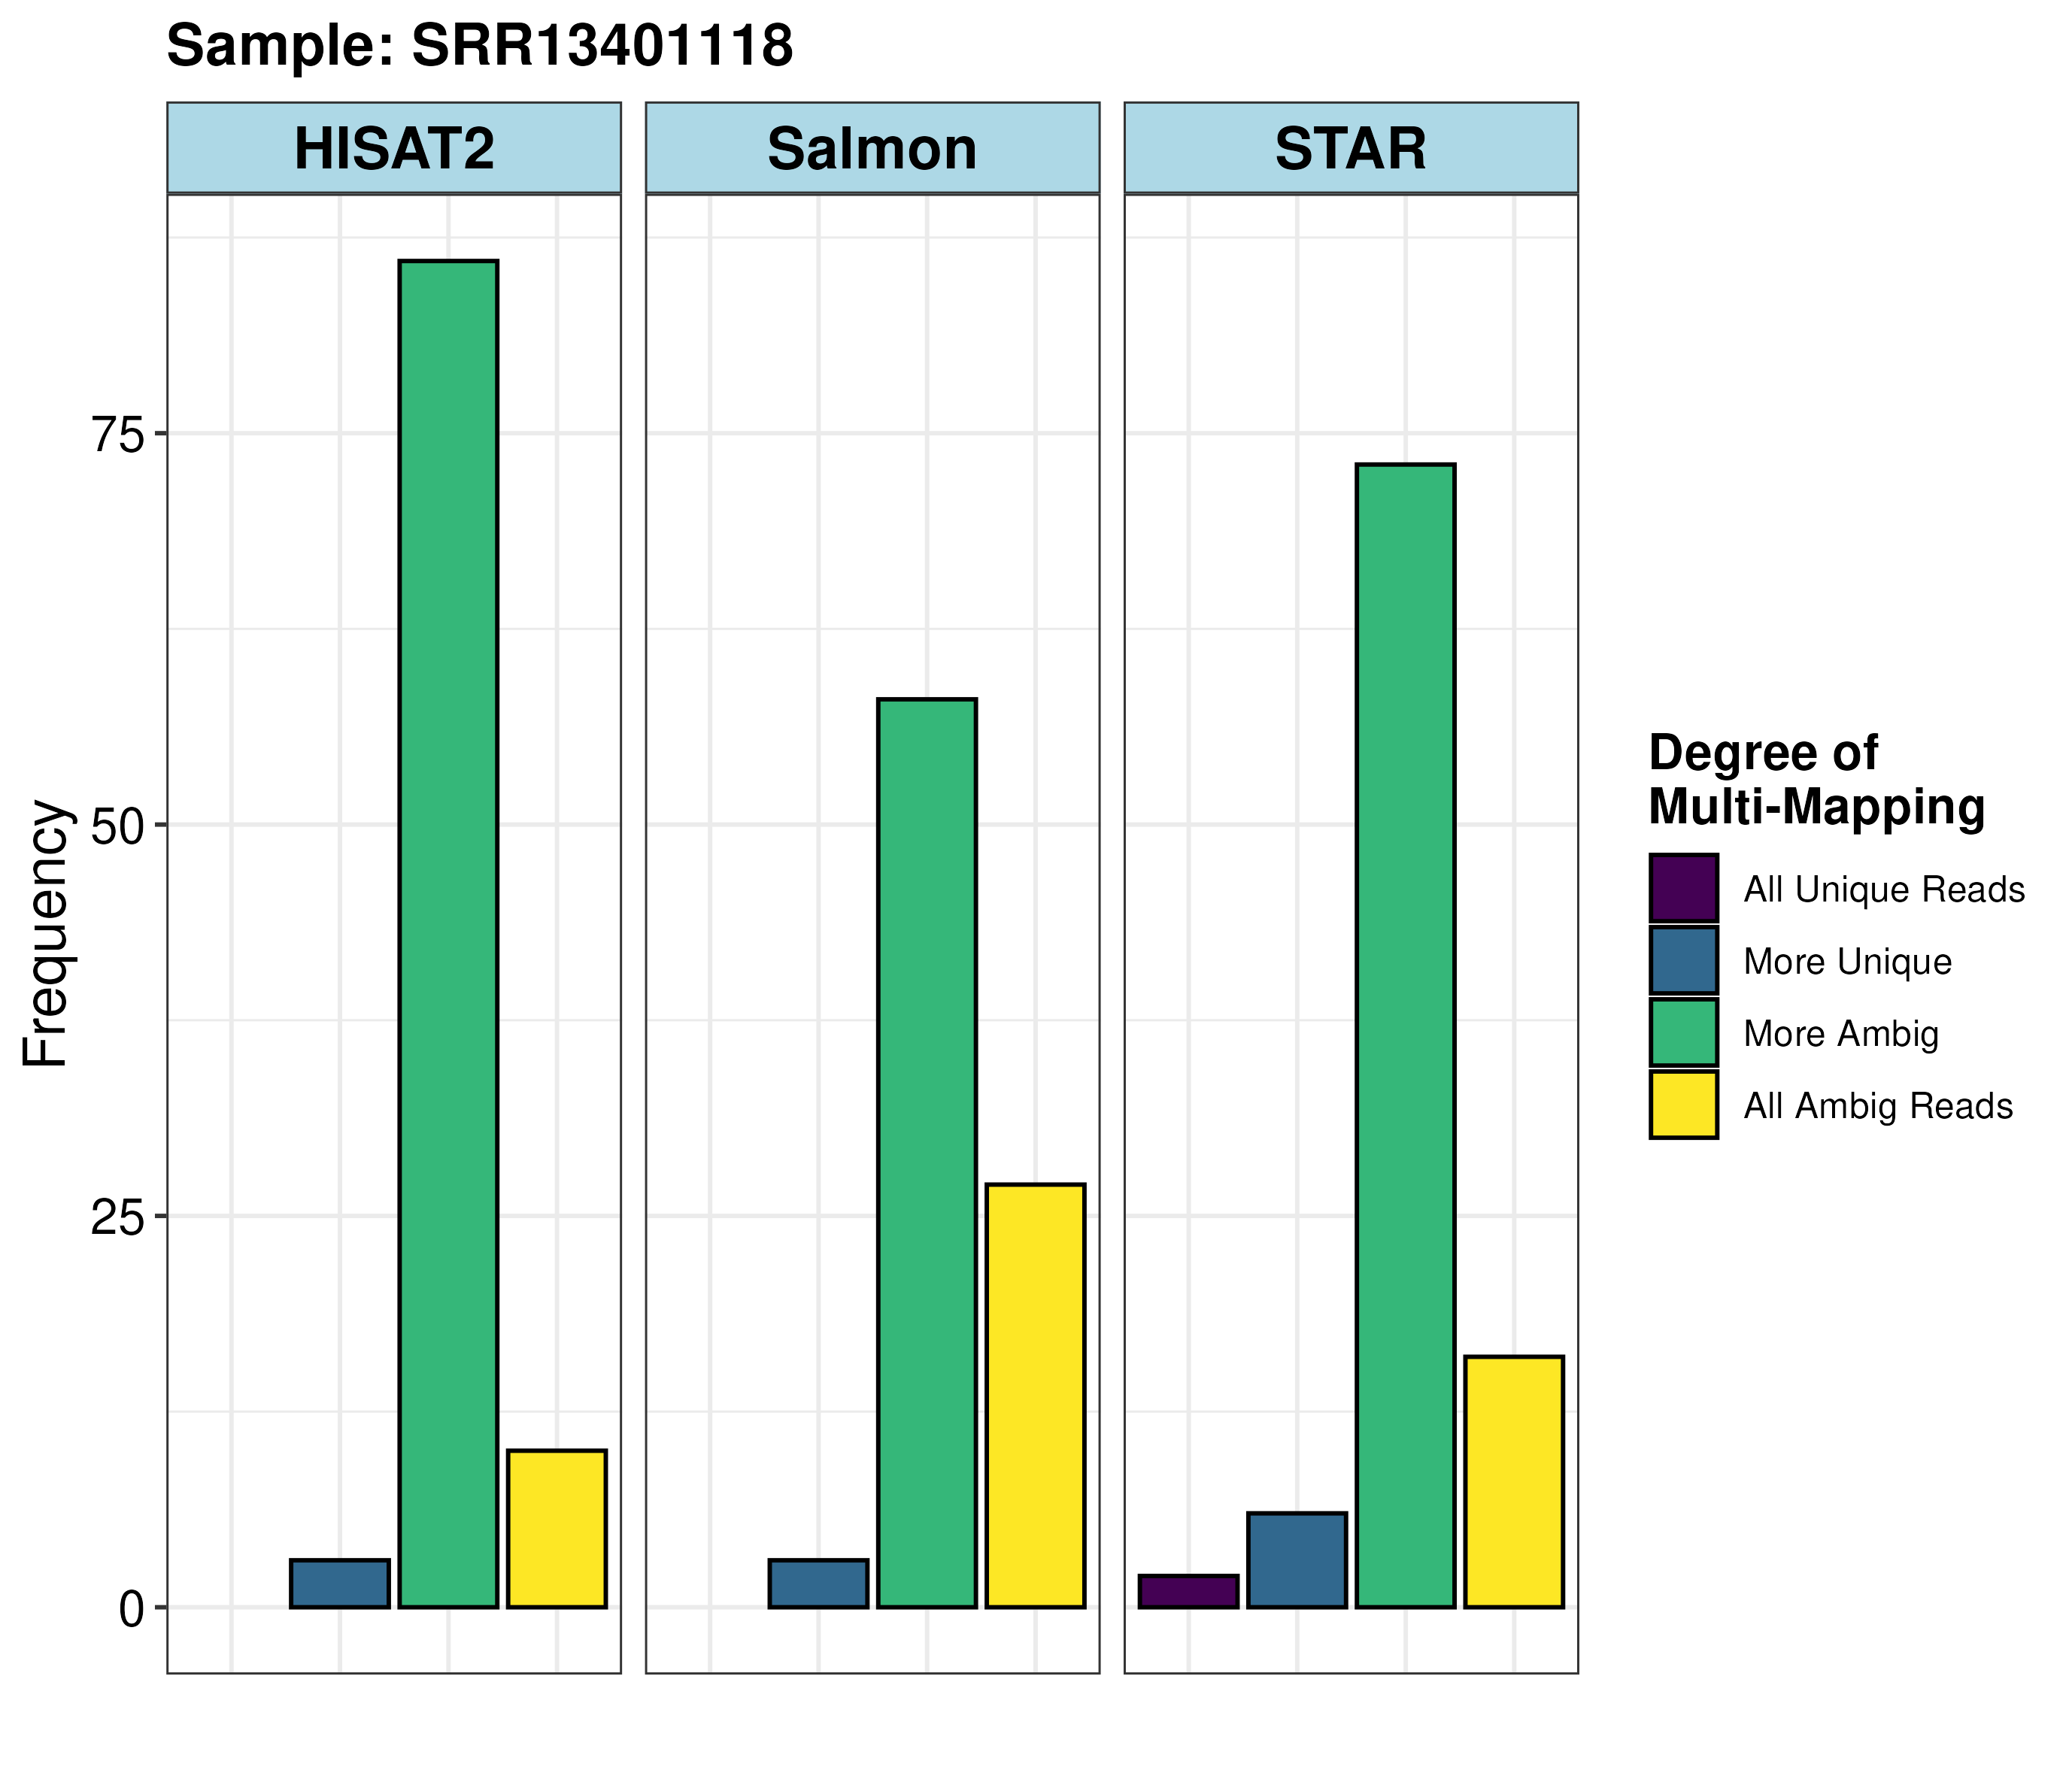 Sample: SRR13401118
HISAT2
Salmon
STAR
Frequency
75
50
25
0
Degree of
Multi-Mapping
All Unique Reads
More Unique
More Ambig
All Ambig Reads